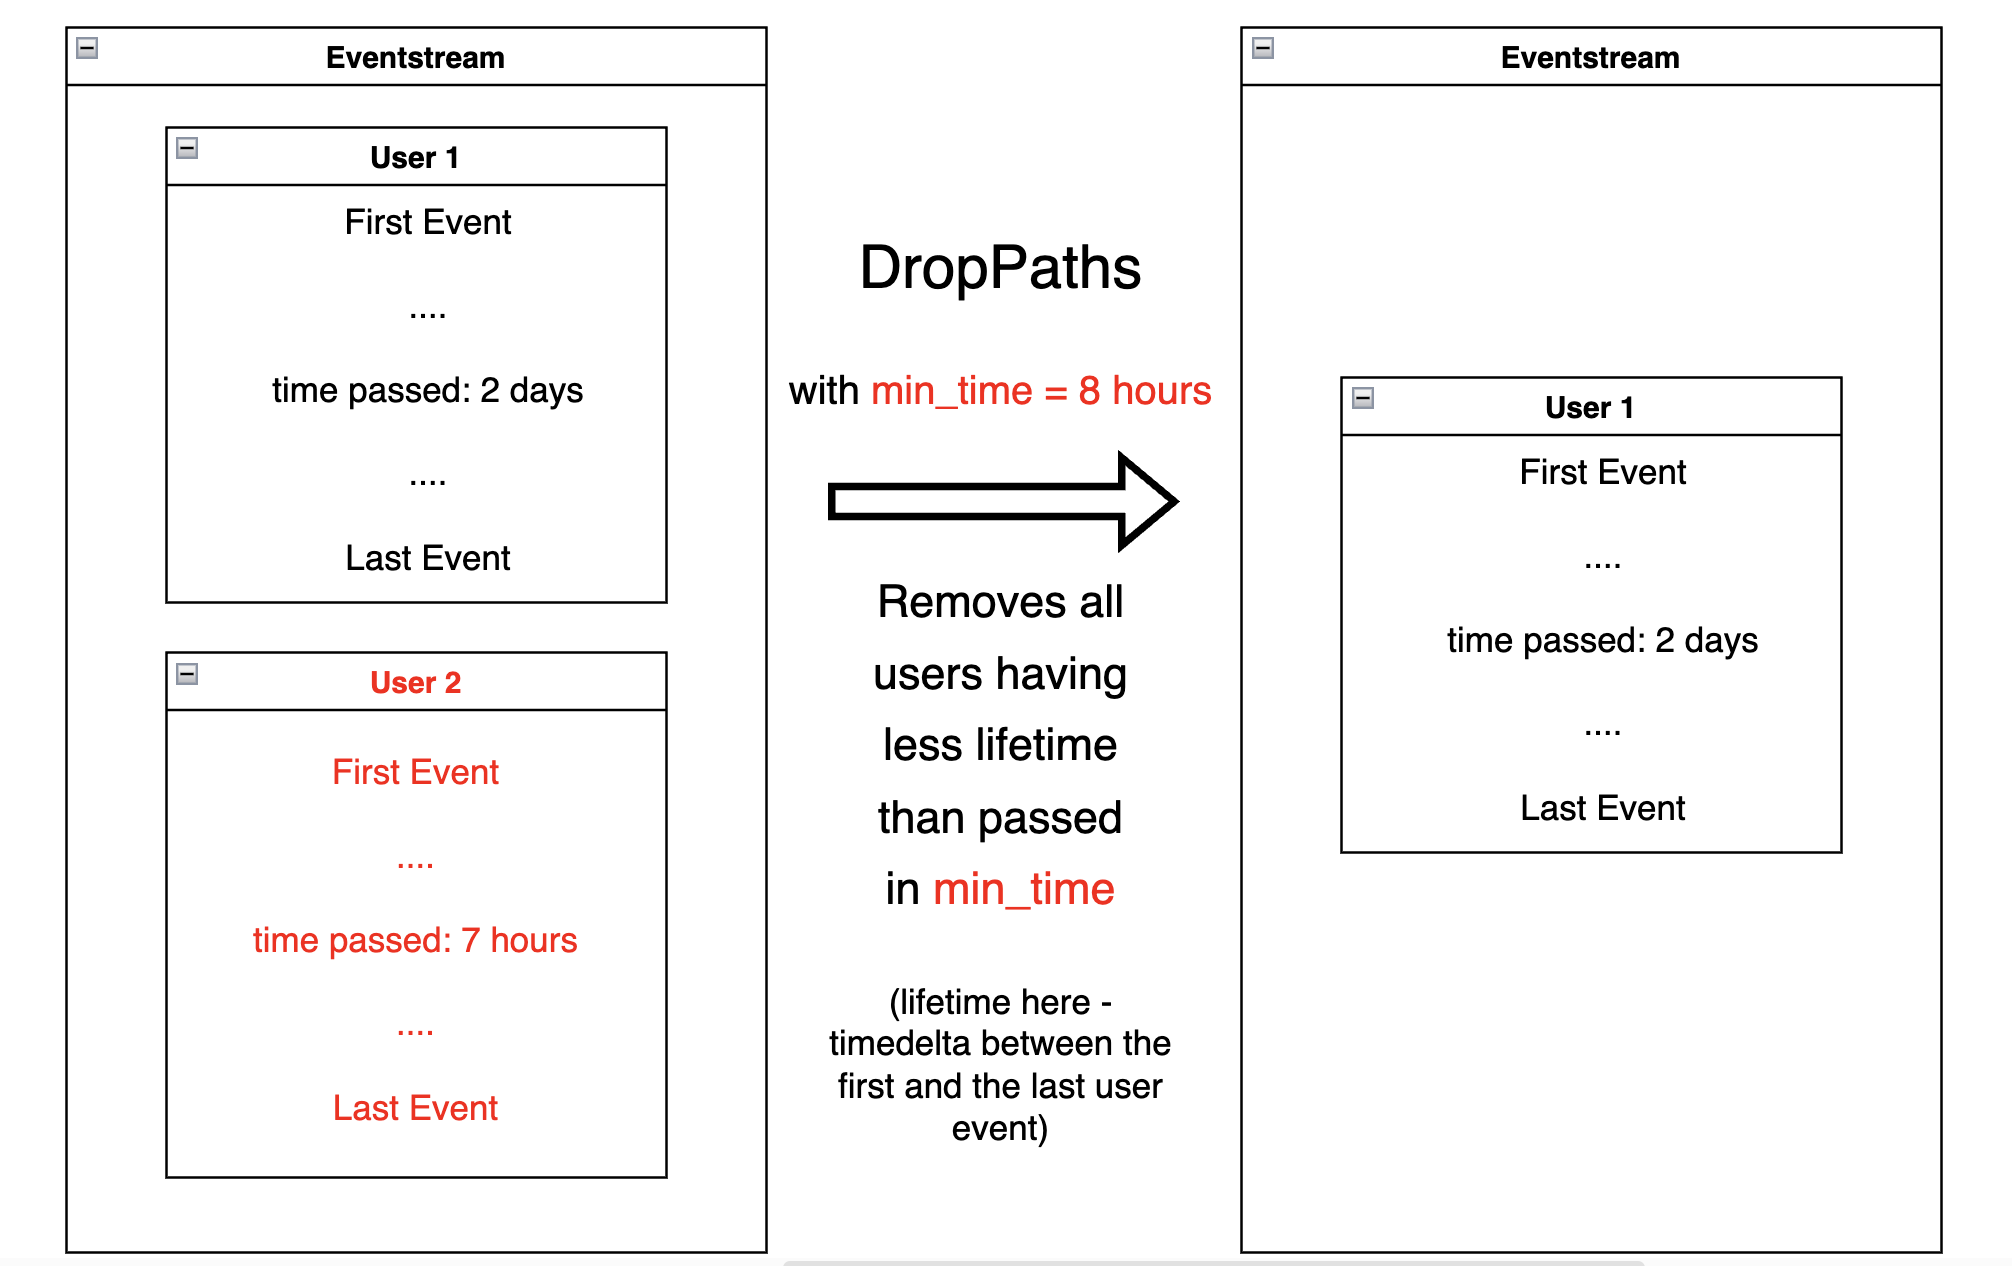 Eventstream
User 1
First Event
....
time passed: 2 days
....
Last Event
User 2
First Event
....
time passed: 7 hours
....
Last Event
DropPaths
with min_time = 8 hours
Removes all
users having
less lifetime
than passed
in min_time
(lifetime here -
timedelta between the
first and the last user
event)
Eventstream
User 1
First Event
....
time passed: 2 days
....
Last Event